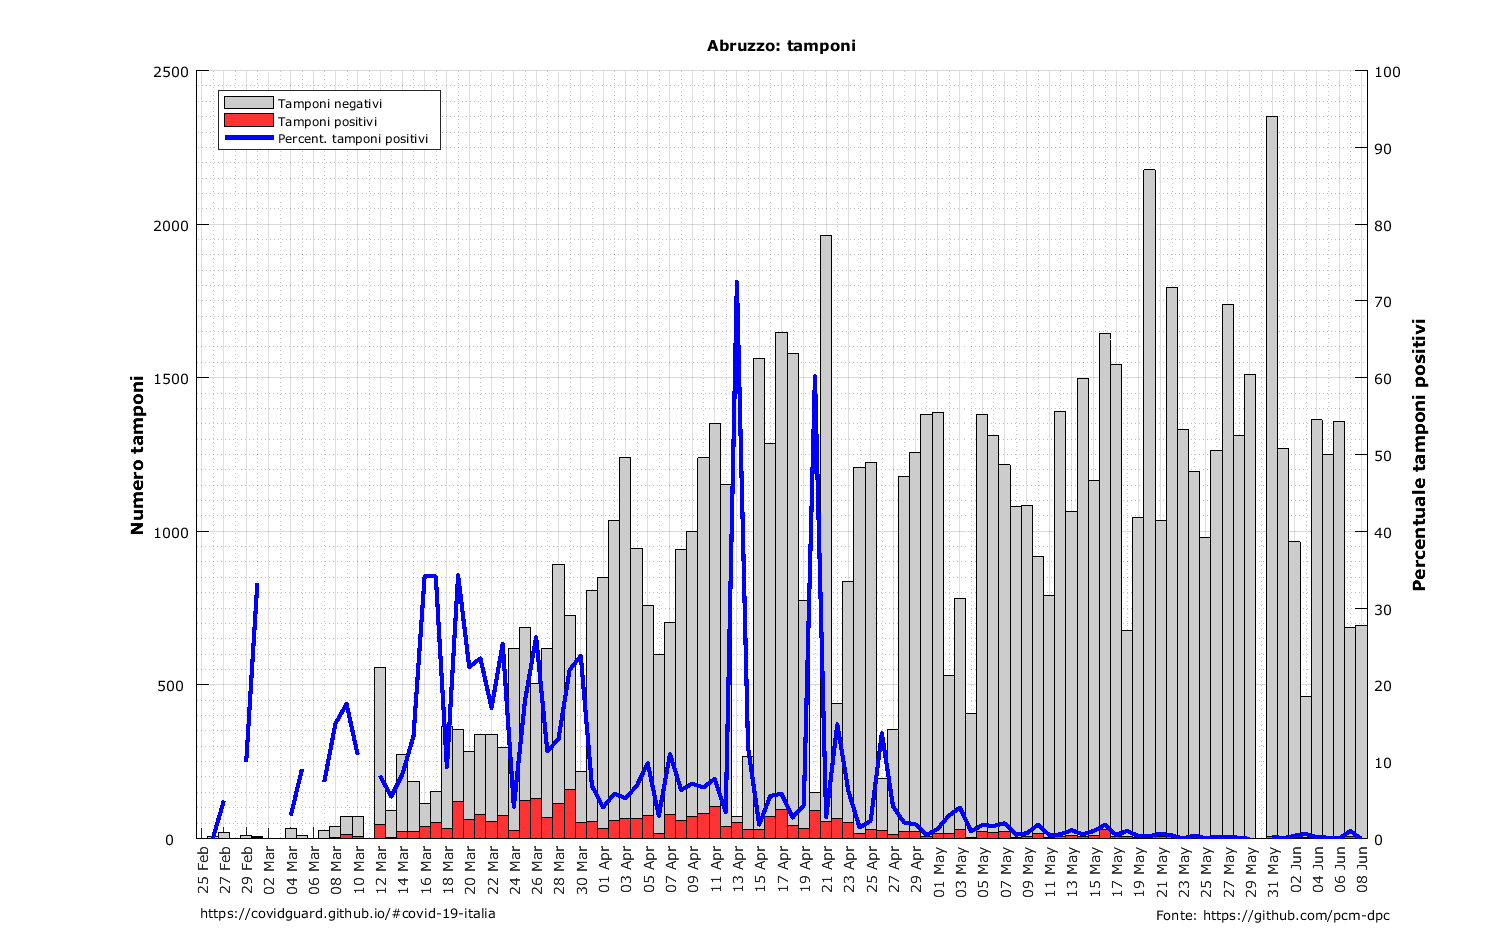 Abruzzo: tamponi
2500
2000
1500
1000
500
0
100
90
80
70
60
50
40
30
20
10
0
Tamponi negativi
Tamponi positivi
Percent. tamponi positivi
Numero tamponi
Percentuale tamponi positivi
25 Feb
27 Feb
29 Feb
02 Mar
04 Mar
06 Mar
08 Mar
10 Mar
12 Mar
14 Mar
16 Mar
18 Mar
20 Mar
22 Mar
24 Mar
26 Mar
28 Mar
30 Mar
01 Apr
03 Apr
05 Apr
07 Apr
09 Apr
11 Apr
13 Apr
15 Apr
17 Apr
19 Apr
21 Apr
23 Apr
25 Apr
27 Apr
29 Apr
01 May
03 May
05 May
07 May
09 May
11 May
13 May
15 May
17 May
19 May
21 May
23 May
25 May
27 May
29 May
31 May
02 Jun
04 Jun
06 Jun
08 Jun
https://covidguard.github.io/#covid-19-italia
Fonte: https://github.com/pcm-dpc